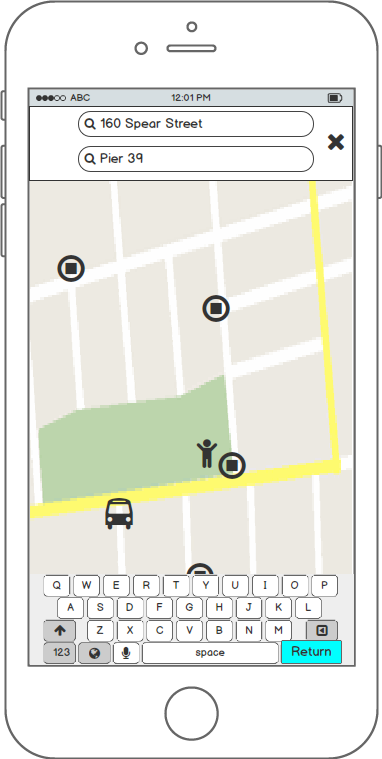 ABC 12:01 PM
160 Spear Street
Pier 39
Q W E R T Y U I O P
A S D F G H J K L
Z X C V B N M
123 space Return